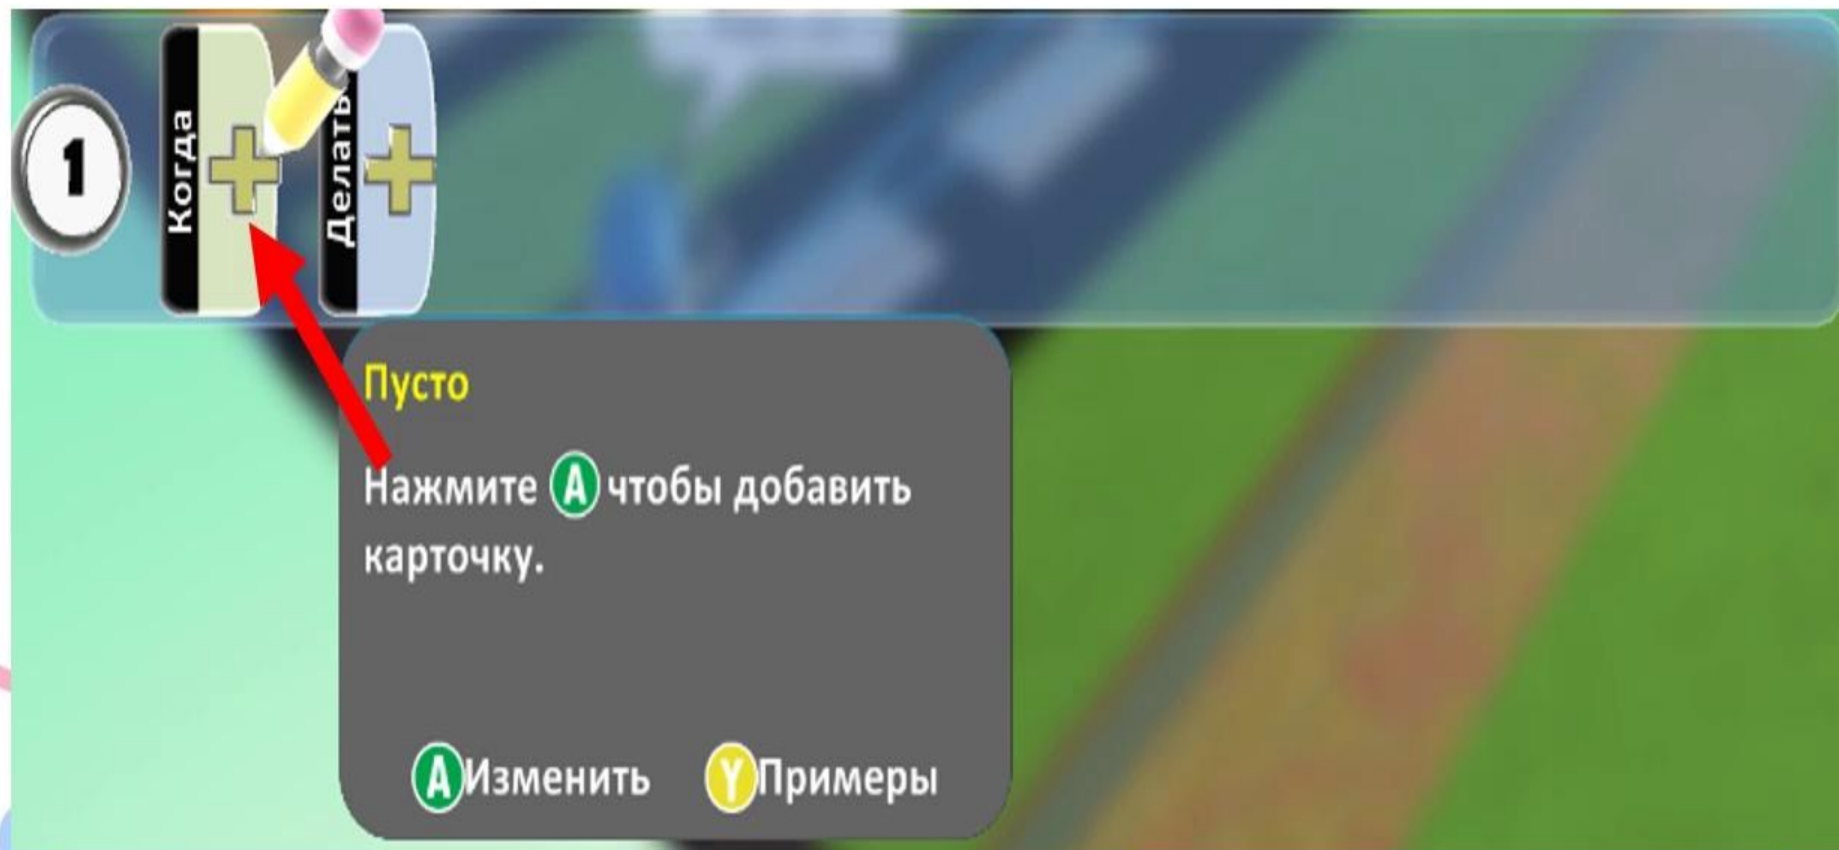 1
Когда
Делать
Пусто
Нажмите A чтобы добавить
карточку.
A Изменить Y Примеры